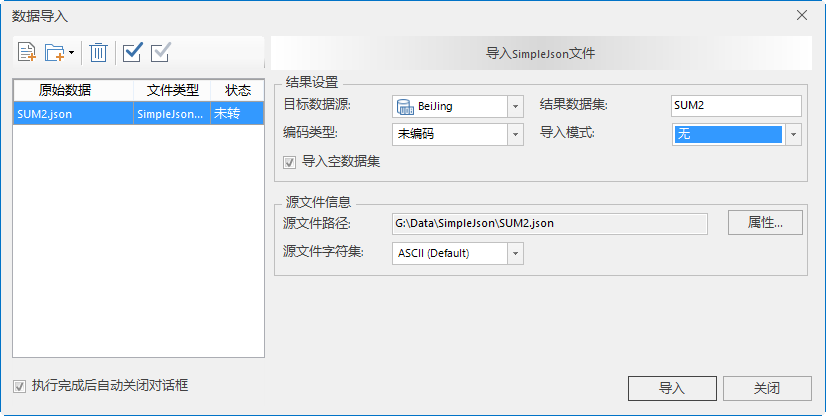 数据导入
导入SimpleJson文件
原始数据 文件类型 状态
SUM2.json SimpleJson... 未转
结果设置
目标数据源: BeiJing 结果数据集: SUM2
编码类型: 未编码 导入模式: 无
导入空数据集
源文件信息
源文件路径: G:\Data\SimpleJson\SUM2.json 属性...
源文件字符集: ASCII (Default)
执行完成后自动关闭对话框 导入 关闭